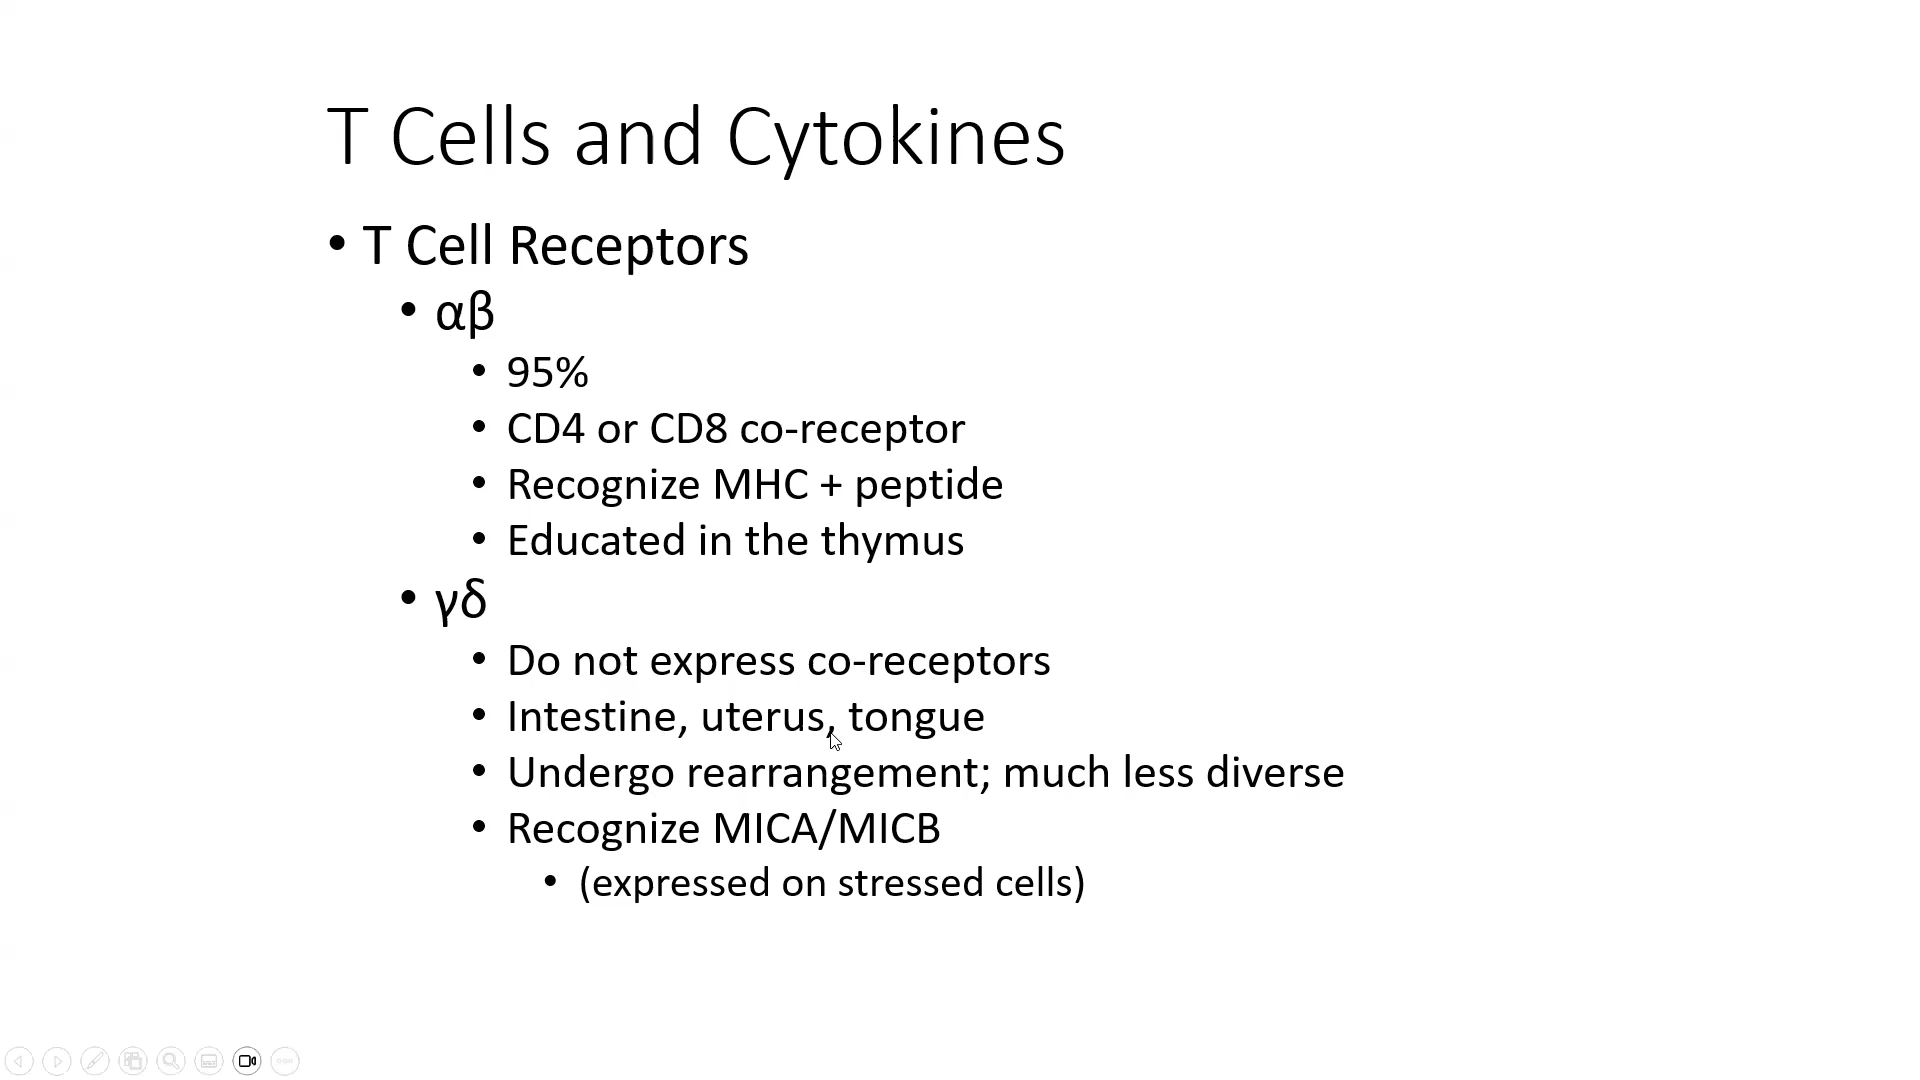 T Cells and Cytokines
• T Cell Receptors
• αβ
• 95%
• CD4 or CD8 co-receptor
• Recognize MHC + peptide
• Educated in the thymus
• γδ
• Do not express co-receptors
• Intestine, uterus, tongue
• Undergo rearrangement; much less diverse
• Recognize MICA/MICB
• (expressed on stressed cells)